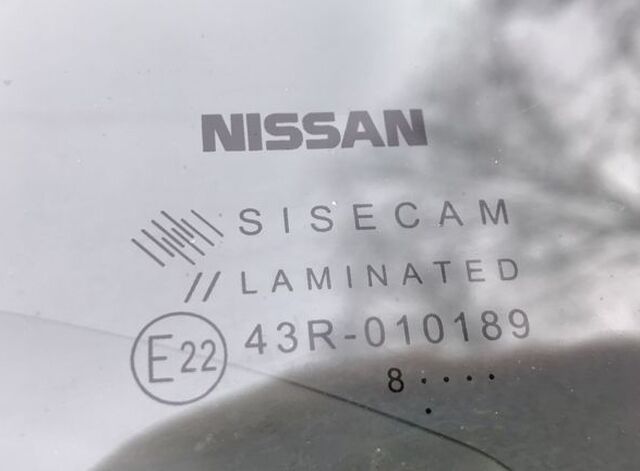 NISSAN
SISECAM
//LAMINATED
E22 43R-010189
8 . . . .
.